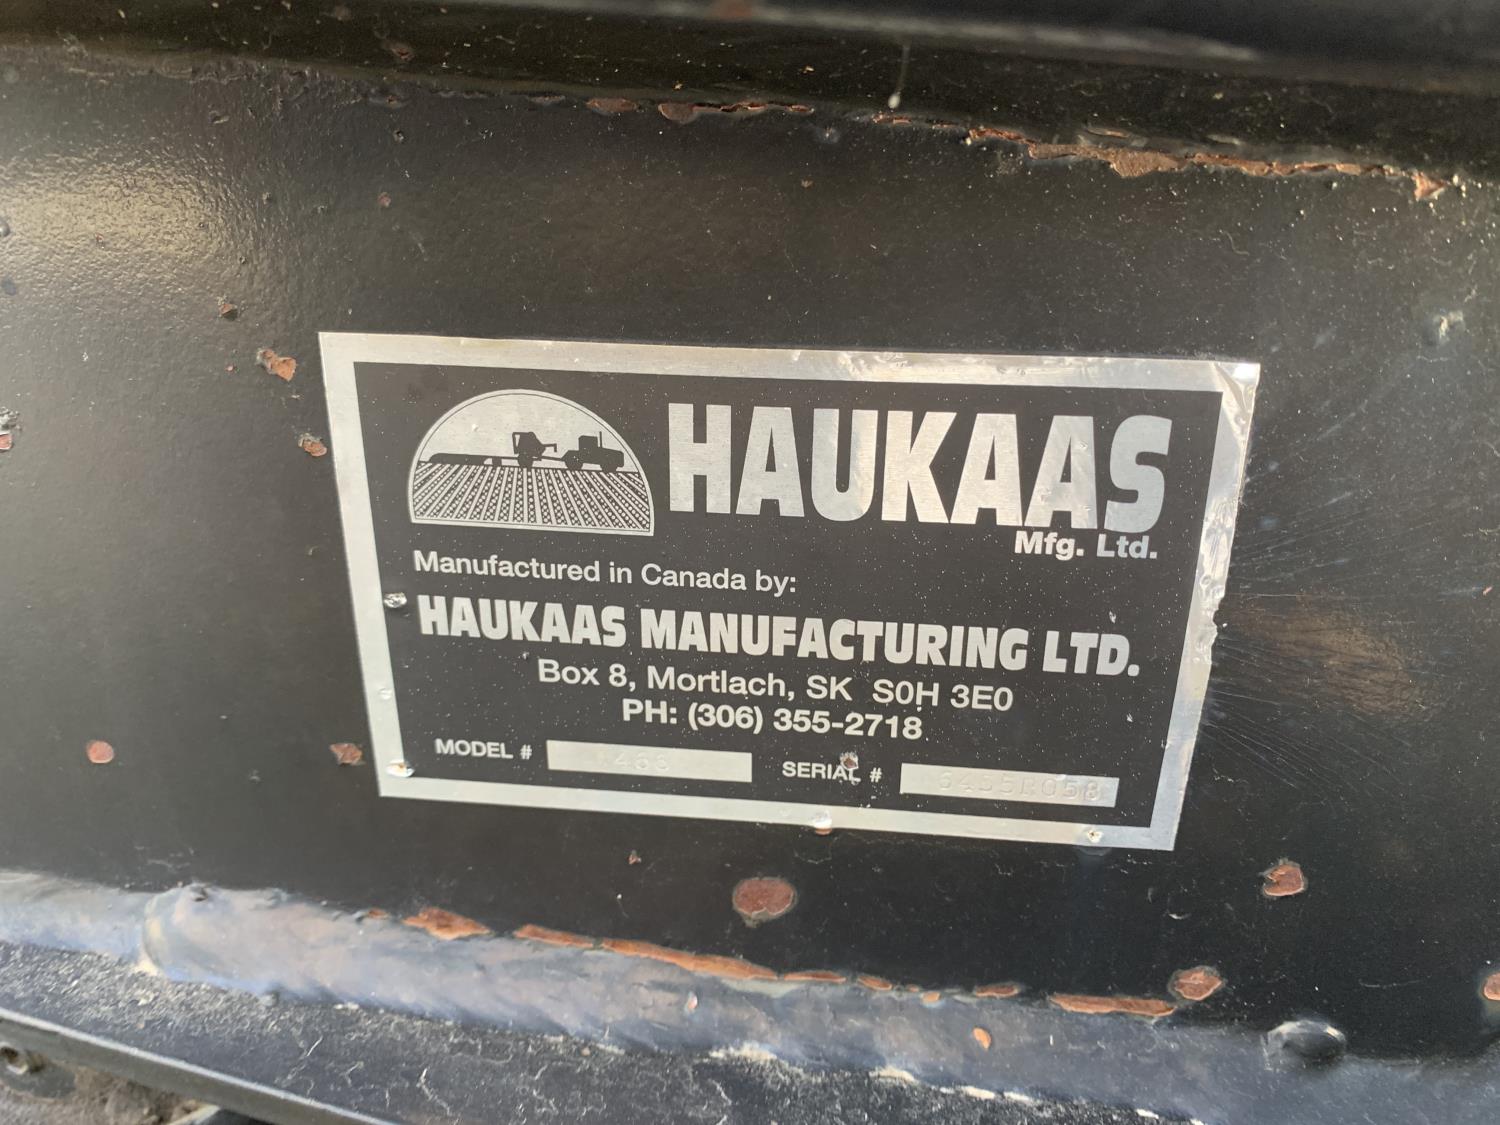 HAUKAAS
Mfg. Ltd.
Manufactured in Canada by:
HAUKAAS MANUFACTURING LTD.
Box 8, Mortlach, SK S0H 3E0
PH: (306) 355-2718
MODEL #
SERIAL #